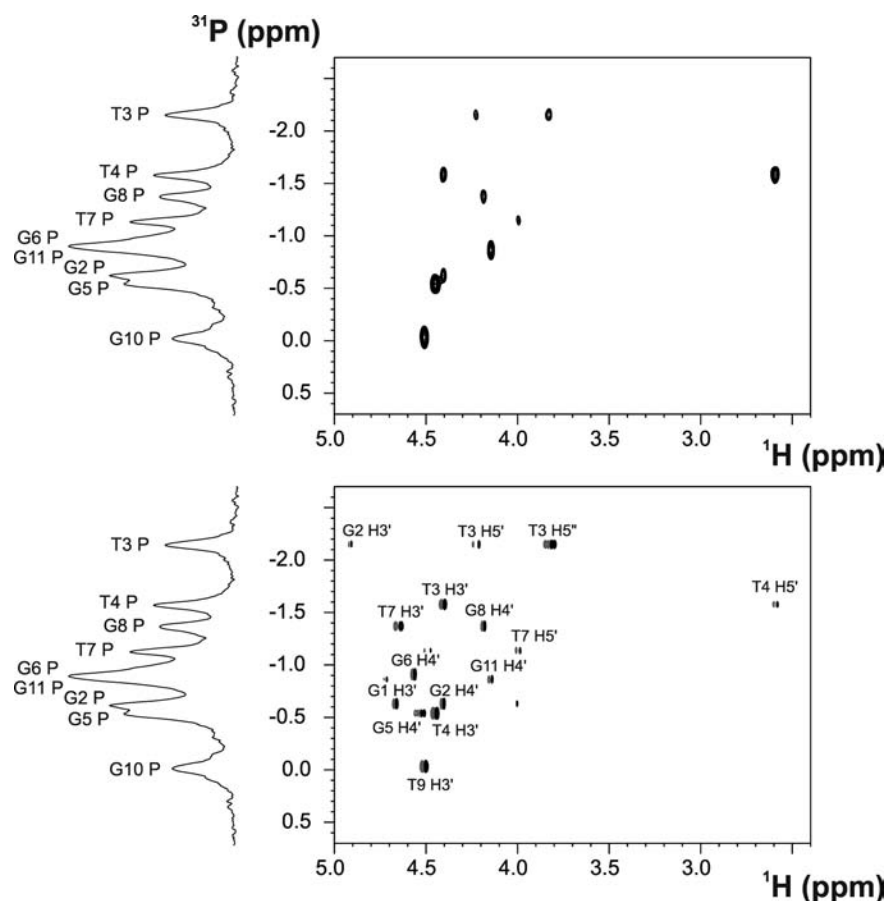 ³¹P (ppm)
T3 P
T4 P
G8 P
T7 P
G6 P
G11 P
G2 P
G5 P
G10 P
-2.0
-1.5
-1.0
-0.5
0.0
0.5
5.0 4.5 4.0 3.5 3.0
¹H (ppm)
T3 P
T4 P
G8 P
T7 P
G6 P
G11 P
G2 P
G5 P
G10 P
-2.0
-1.5
-1.0
-0.5
0.0
0.5
G2 H3' T3 H5' T3 H5"
T3 H3' T4 H5'
T7 H3' G8 H4'
T7 H5'
G6 H4' G11 H4'
G1 H3' G2 H4'
G5 H4' T4 H3'
T9 H3'
5.0 4.5 4.0 3.5 3.0
¹H (ppm)